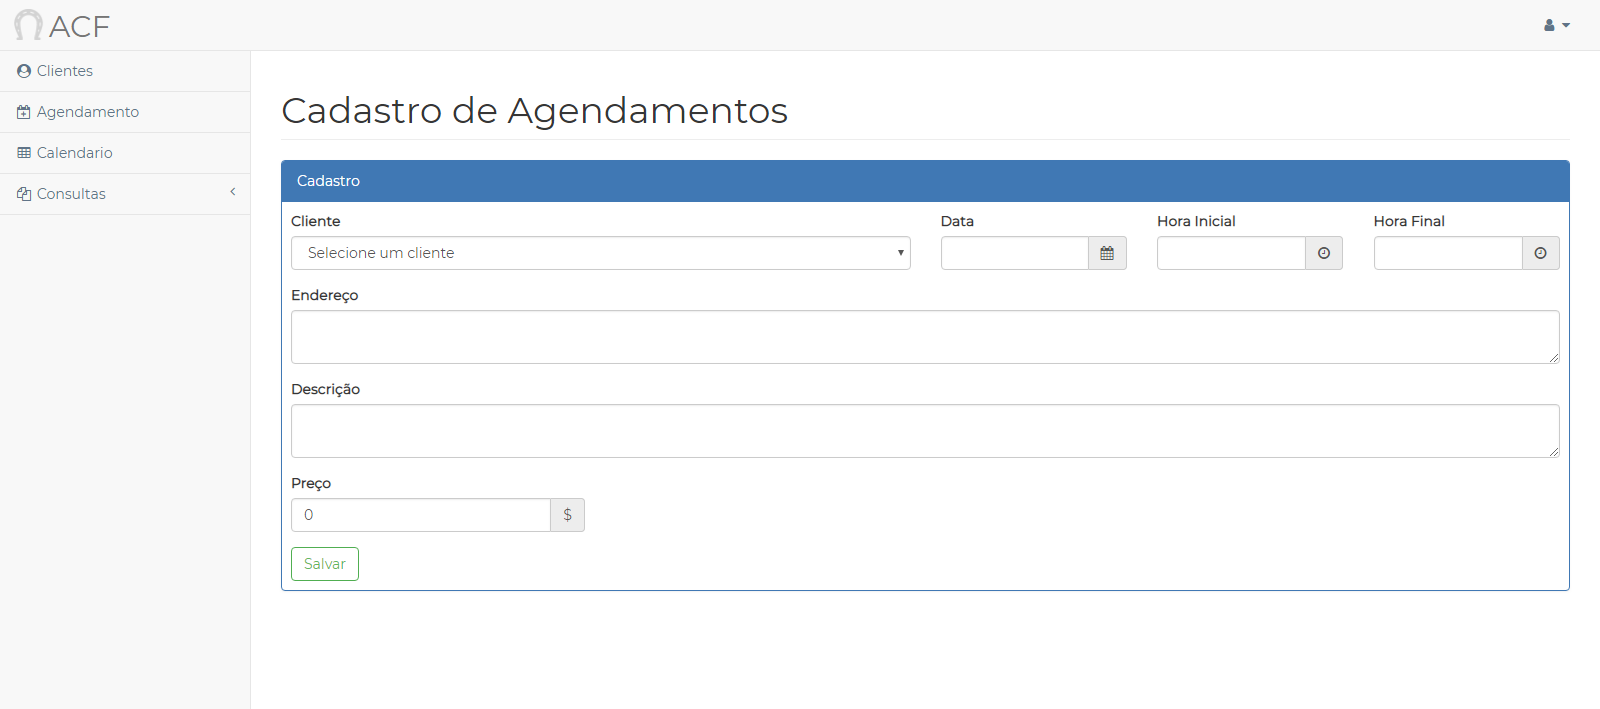 ACF
Clientes
Agendamento
Calendario
Consultas
Cadastro de Agendamentos
Cadastro
Cliente
Data
Hora Inicial
Hora Final
Selecione um cliente
Endereço
Descrição
Preço
0
$
Salvar